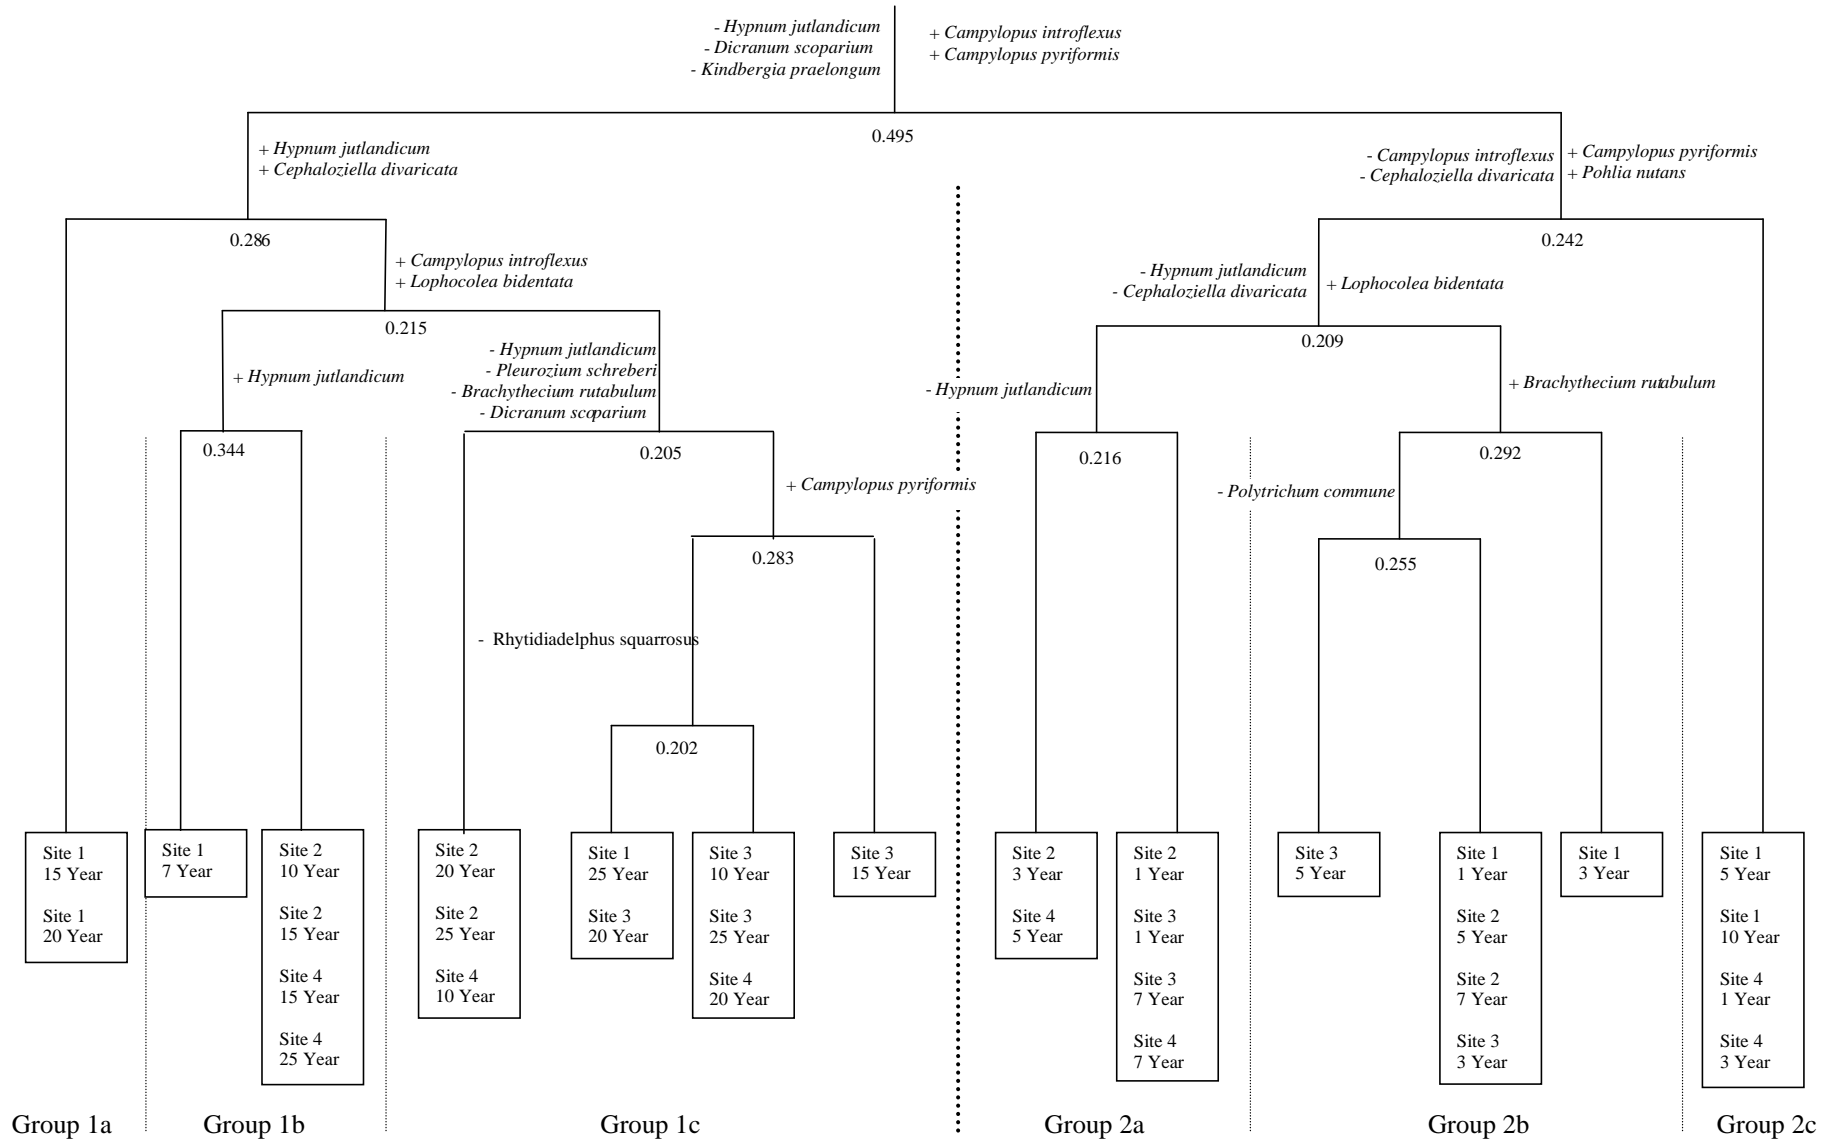 - Hypnum jutlandicum
- Dicranum scoparium
- Kindbergia praelongum
+ Campylopus introflexus
+ Campylopus pyriformis
0.495
+ Hypnum jutlandicum
+ Cephaloziella divaricata
- Campylopus introflexus
- Cephaloziella divaricata
+ Campylopus pyriformis
+ Pohlia nutans
0.286
0.242
+ Campylopus introflexus
+ Lophocolea bidentata
- Hypnum jutlandicum
- Cephaloziella divaricata
+ Lophocolea bidentata
0.215
0.209
+ Hypnum jutlandicum
- Hypnum jutlandicum
- Pleurozium schreberi
- Brachythecium rutabulum
- Dicranum scoparium
- Hypnum jutlandicum
+ Brachythecium rutabulum
0.344
0.205
0.216
0.292
+ Campylopus pyriformis
- Polytrichum commune
0.283
0.255
- Rhytidiadelphus squarrosus
0.202
Site 1
15 Year
Site 1
20 Year
Site 1
7 Year
Site 2
10 Year
Site 2
15 Year
Site 4
15 Year
Site 4
25 Year
Site 2
20 Year
Site 2
25 Year
Site 4
10 Year
Site 1
25 Year
Site 3
20 Year
Site 3
10 Year
Site 3
25 Year
Site 4
20 Year
Site 3
15 Year
Site 2
3 Year
Site 4
5 Year
Site 2
1 Year
Site 3
1 Year
Site 3
7 Year
Site 4
7 Year
Site 3
5 Year
Site 1
1 Year
Site 2
5 Year
Site 2
7 Year
Site 3
3 Year
Site 1
3 Year
Site 1
5 Year
Site 1
10 Year
Site 4
1 Year
Site 4
3 Year
Group 1a
Group 1b
Group 1c
Group 2a
Group 2b
Group 2c